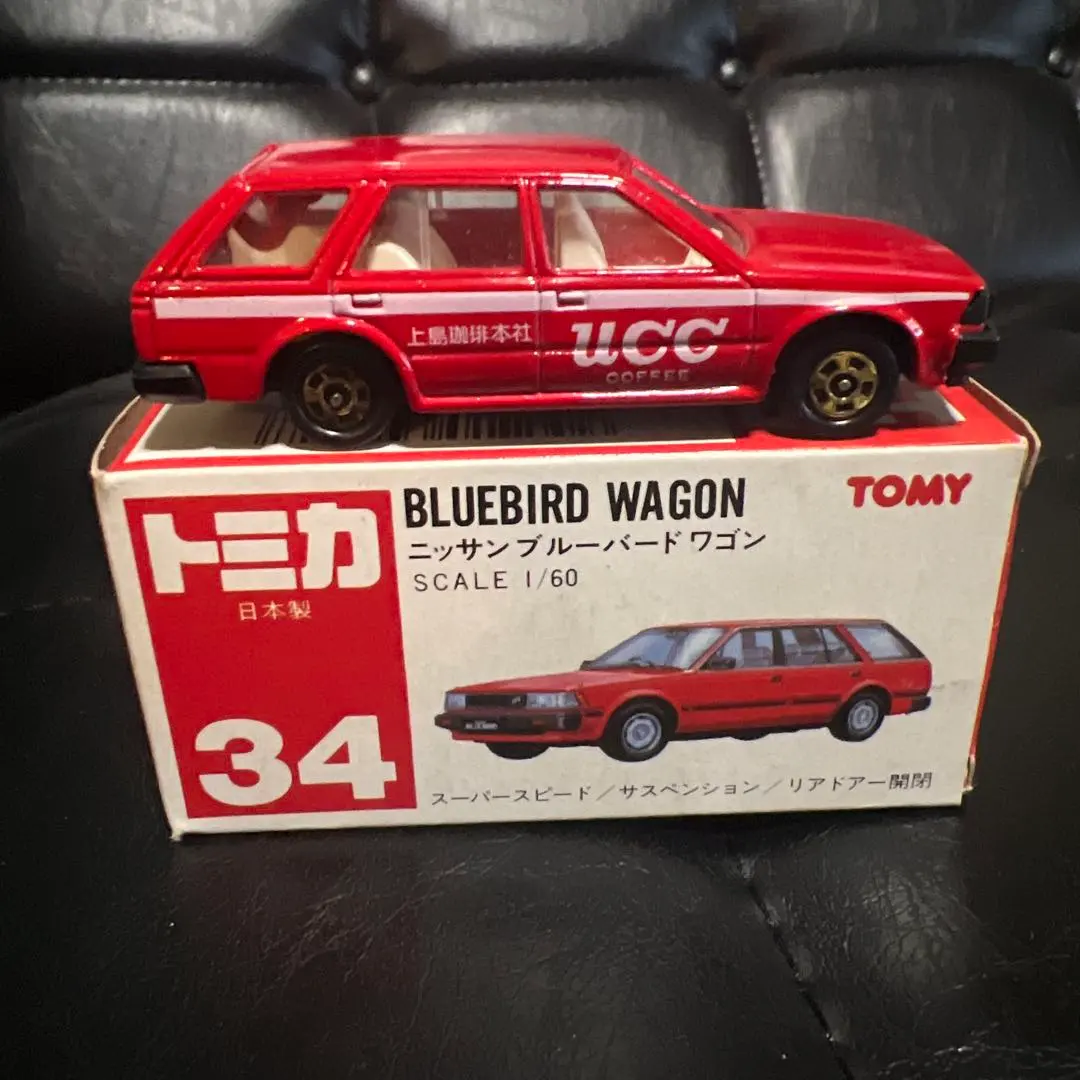 上島珈琲本社
UCC
COFFEE
トミカ
日本製
34
BLUEBIRD WAGON
ニッサン ブルーバード ワゴン
SCALE 1/60
TOMY
スーパースピード/サスペンション/リアドアー開閉